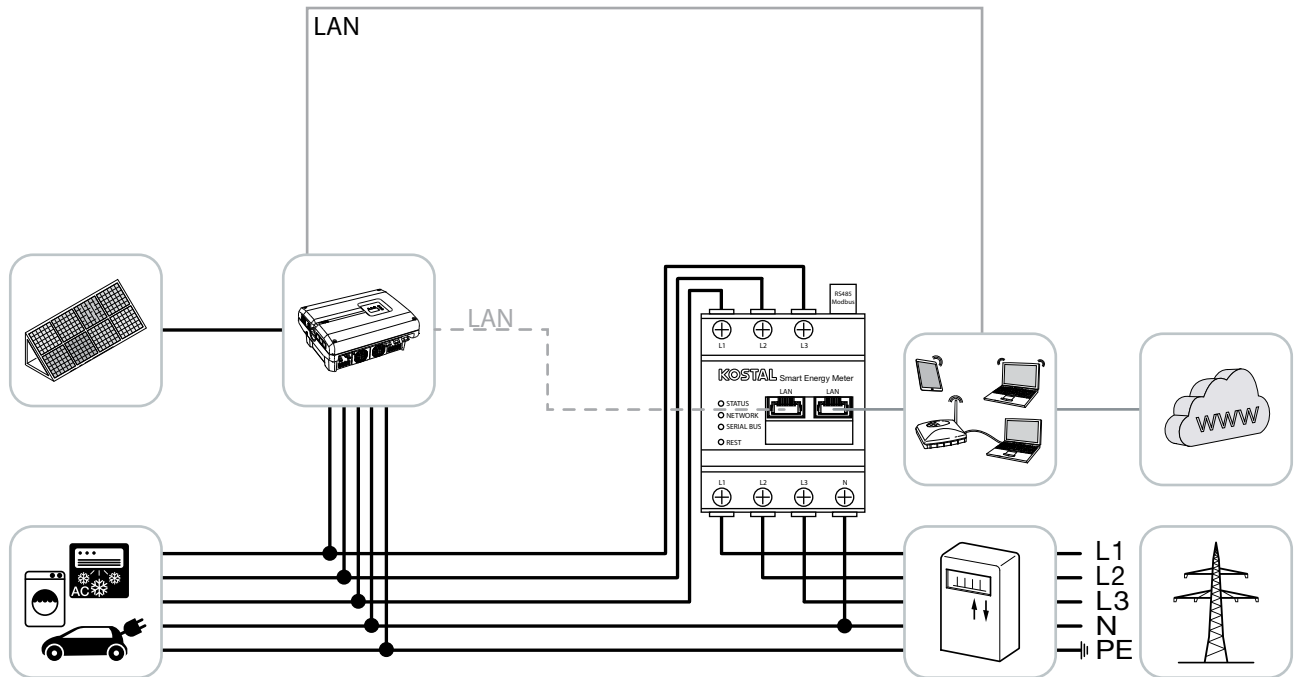 LAN
RS485
Modbus
LAN
L1 L2 L3
KOSTAL Smart Energy Meter
LAN LAN
STATUS
NETWORK
SERIAL BUS
REST
WWW
L1 L2 L3 N
AC
L1
L2
L3
N
PE